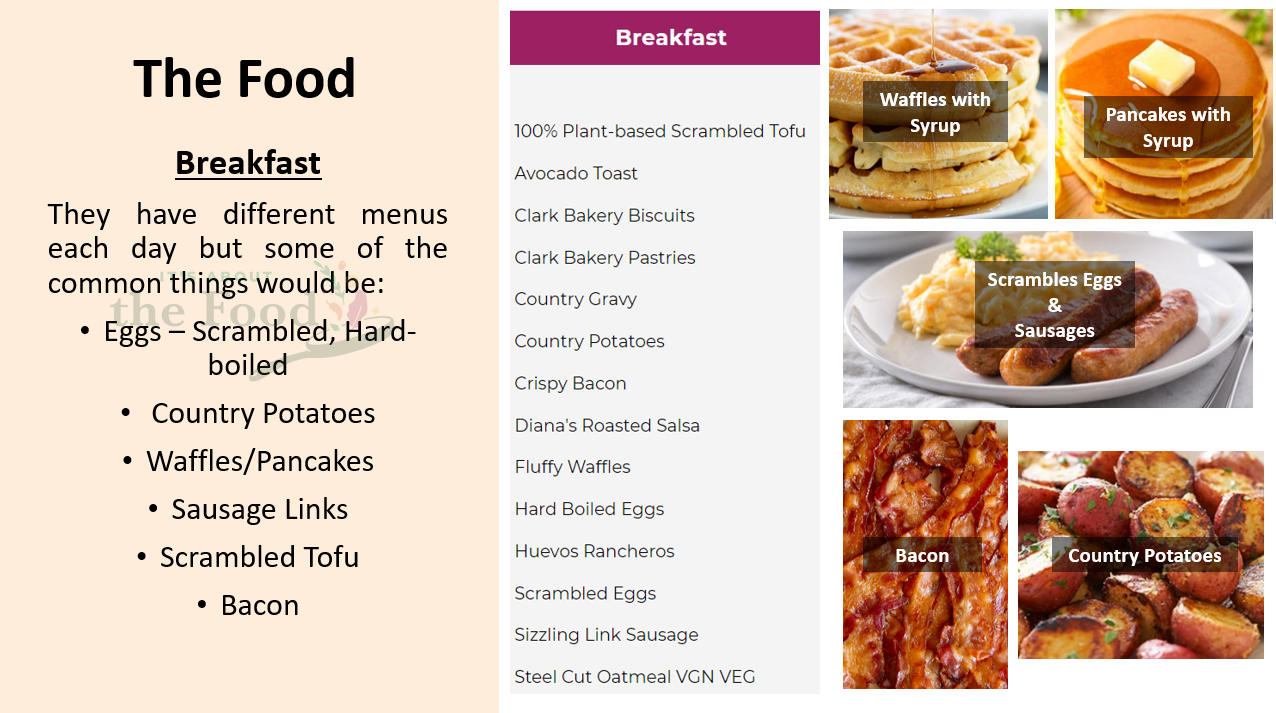 The Food
Breakfast
They have different menus
each day but some of the
common things would be:
• Eggs – Scrambled, Hard-
boiled
• Country Potatoes
• Waffles/Pancakes
• Sausage Links
• Scrambled Tofu
• Bacon
IT'S ABOUT
the Food
Breakfast
100% Plant-based Scrambled Tofu
Avocado Toast
Clark Bakery Biscuits
Clark Bakery Pastries
Country Gravy
Country Potatoes
Crispy Bacon
Diana's Roasted Salsa
Fluffy Waffles
Hard Boiled Eggs
Huevos Rancheros
Scrambled Eggs
Sizzling Link Sausage
Steel Cut Oatmeal VGN VEG
Waffles with
Syrup
Pancakes with
Syrup
Scrambles Eggs
&
Sausages
Bacon
Country Potatoes